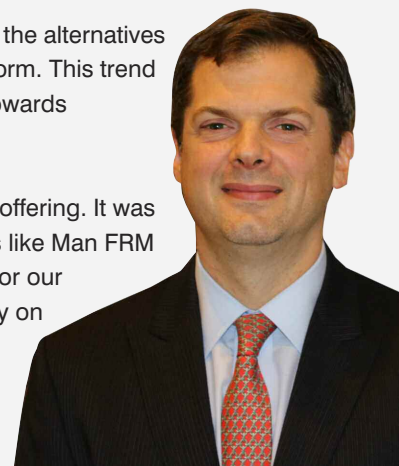 the alternatives
orm. This trend
owards
offering. It was
s like Man FRM
or our
y on